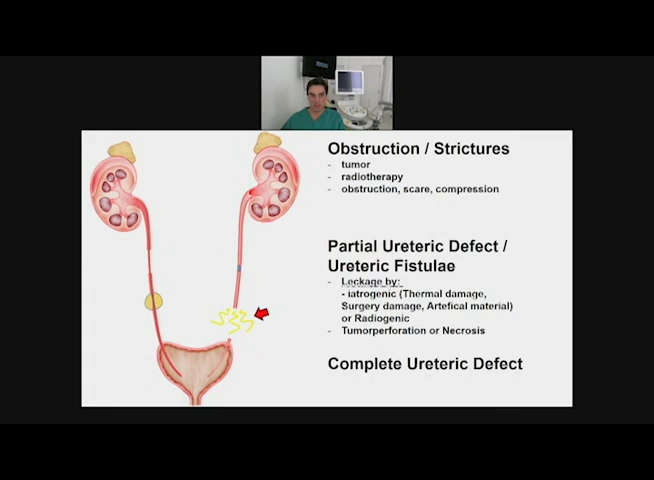 Obstruction / Strictures
- tumor
- radiotherapy
- obstruction, scare, compression
Partial Ureteric Defect /
Ureteric Fistulae
- Leckage by:
- iatrogenic (Thermal damage,
Surgery damage, Artefical material)
or Radiogenic
- Tumorperforation or Necrosis
Complete Ureteric Defect